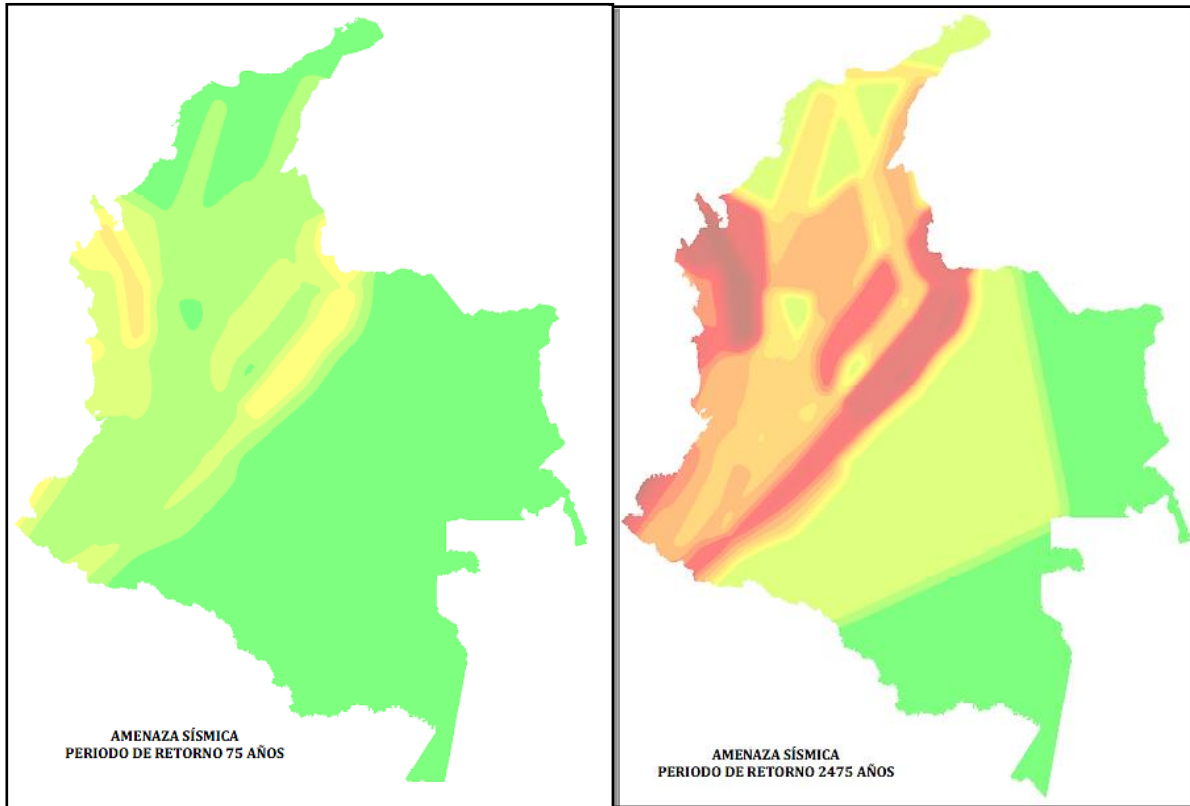 AMENAZA SÍSMICA
PERIODO DE RETORNO 75 AÑOS
AMENAZA SÍSMICA
PERIODO DE RETORNO 2475 AÑOS